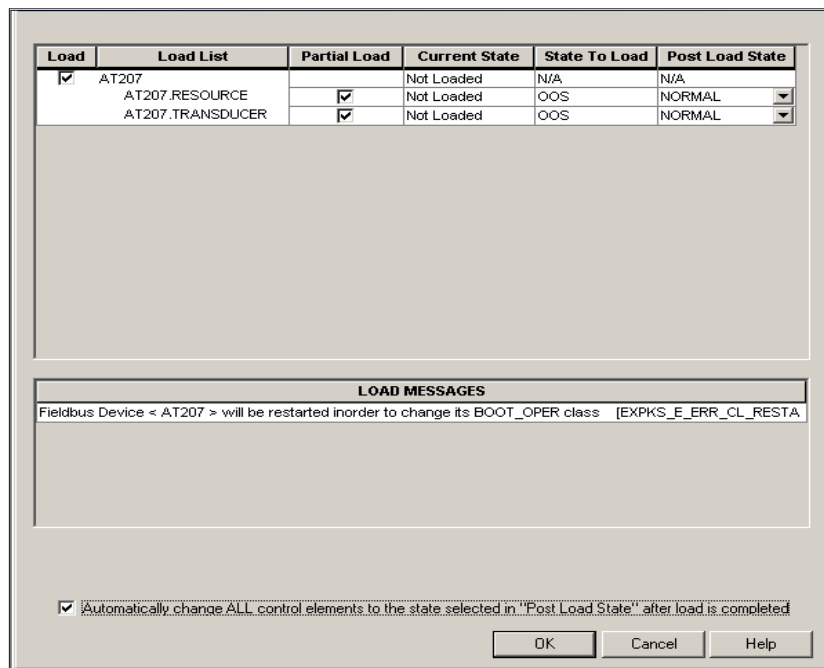 Load Load List Partial Load Current State State To Load Post Load State
AT207 Not Loaded N/A N/A
AT207.RESOURCE Not Loaded OOS NORMAL
AT207.TRANSDUCER Not Loaded OOS NORMAL
LOAD MESSAGES
Fieldbus Device < AT207 > will be restarted inorder to change its BOOT_OPER class [EXPKS_E_ERR_CL_RESTA
Automatically change ALL control elements to the state selected in "Post Load State" after load is completed
OK Cancel Help